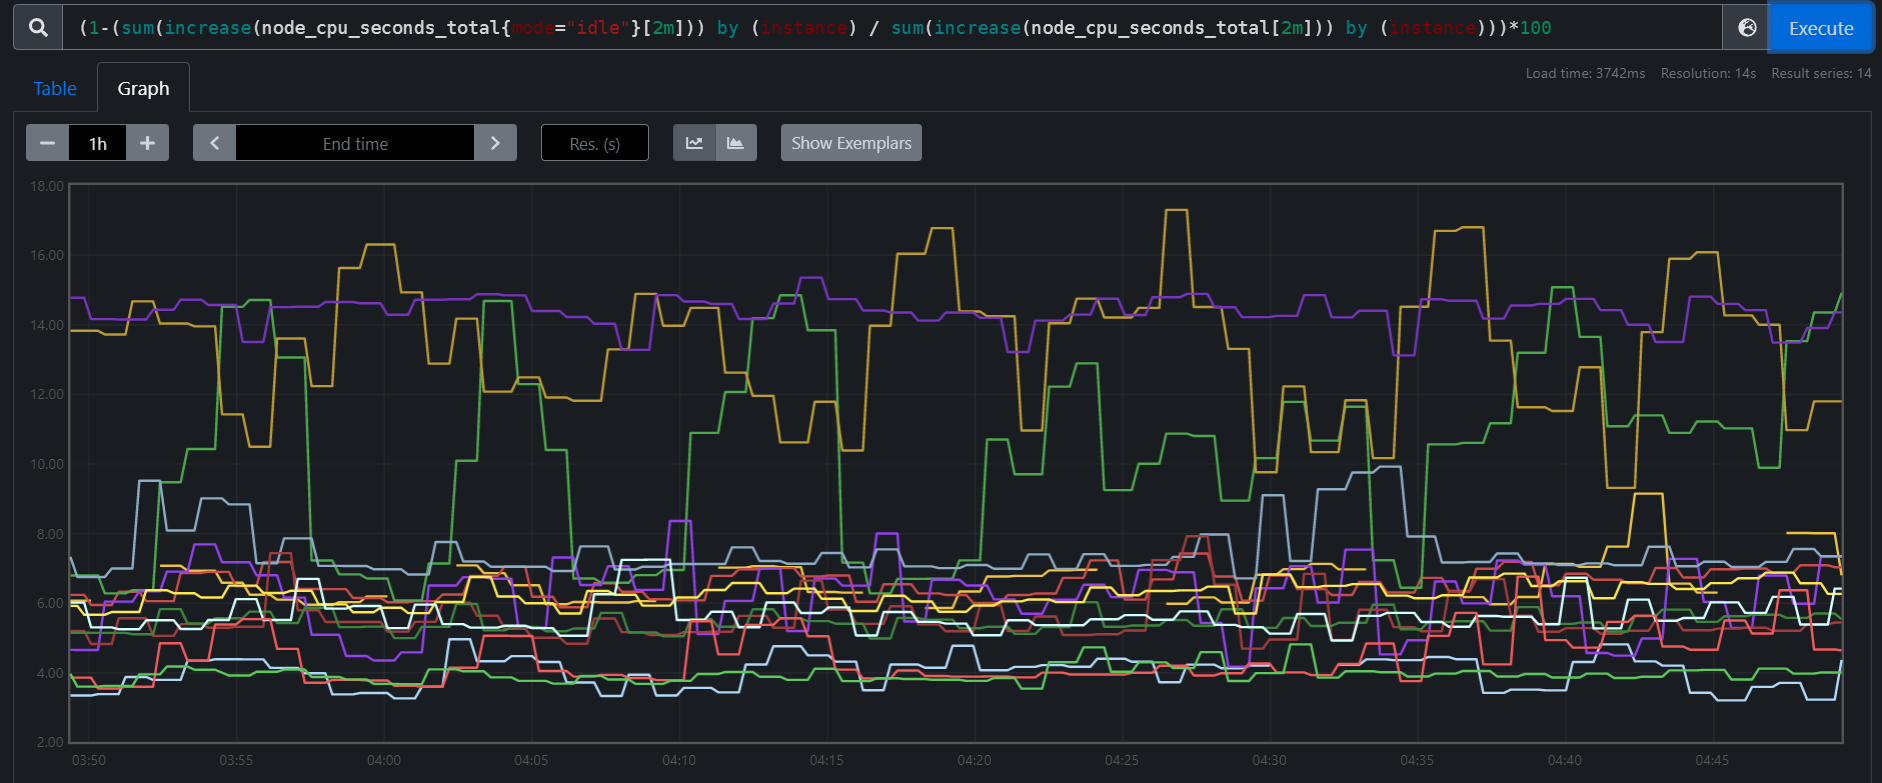 (1-(sum(increase(node_cpu_seconds_total{mode="idle"}[2m])) by (instance) / sum(increase(node_cpu_seconds_total[2m])) by (instance)))*100
Execute
Load time: 3742ms Resolution: 14s Result series: 14
Table
Graph
1h
End time
Res. (s)
Show Exemplars
18.00
16.00
14.00
12.00
10.00
8.00
6.00
4.00
2.00
03:50 03:55 04:00 04:05 04:10 04:15 04:20 04:25 04:30 04:35 04:40 04:45